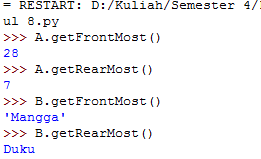 = RESTART: D:/Kuliah/Semester 4/
ul 8.py
>>> A.getFrontMost()
28
>>> A.getRearMost()
7
>>> B.getFrontMost()
'Mangga'
>>> B.getRearMost()
Duku